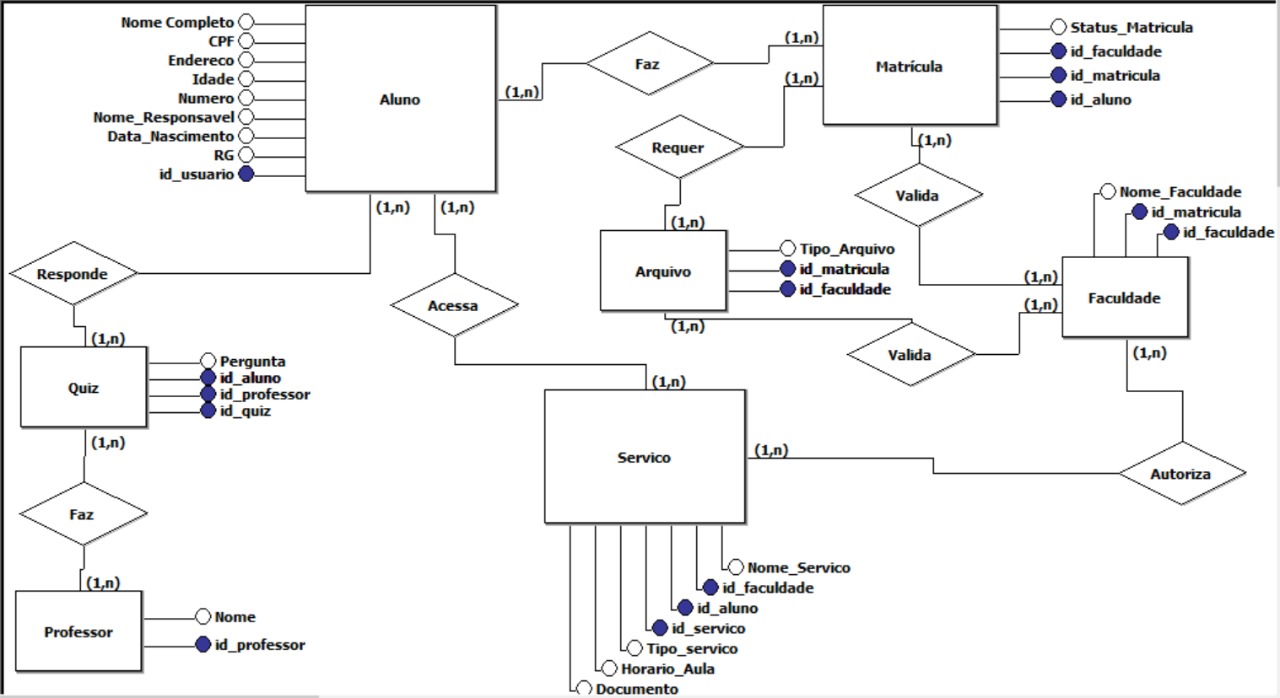 Nome Completo
CPF
Endereco
Idade
Numero
Nome_Responsavel
Data_Nascimento
RG
id_usuario
Aluno
(1,n)
(1,n)
(1,n)
Faz
(1,n)
(1,n)
Matrícula
Status_Matricula
id_faculdade
id_matricula
id_aluno
(1,n)
Requer
Valida
(1,n)
Arquivo
Tipo_Arquivo
id_matricula
id_faculdade
(1,n)
Nome_Faculdade
id_matricula
id_faculdade
(1,n)
(1,n)
Faculdade
(1,n)
Valida
Responde
Acessa
(1,n)
Quiz
Pergunta
id_aluno
id_professor
id_quiz
(1,n)
Faz
(1,n)
Professor
Nome
id_professor
(1,n)
Servico
(1,n)
Autoriza
Nome_Servico
id_faculdade
id_aluno
id_servico
Tipo_servico
Horario_Aula
Documento